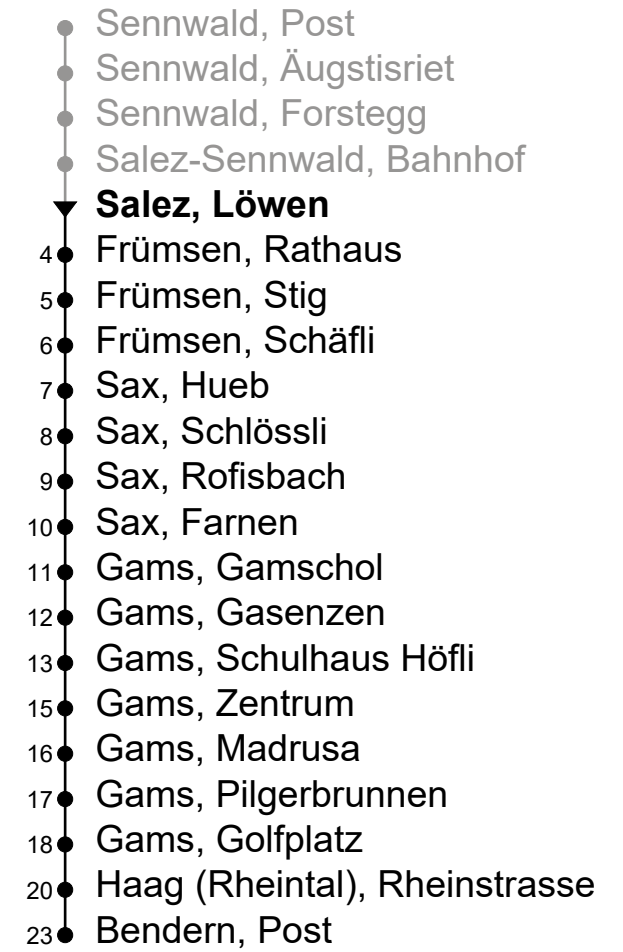 Sennwald, Post
Sennwald, Äugstisriet
Sennwald, Forstegg
Salez-Sennwald, Bahnhof
Salez, Löwen
4 Frümsen, Rathaus
5 Frümsen, Stig
6 Frümsen, Schäfli
7 Sax, Hueb
8 Sax, Schlössli
9 Sax, Rofisbach
10 Sax, Farnen
11 Gams, Gamschol
12 Gams, Gasenzen
13 Gams, Schulhaus Höfli
15 Gams, Zentrum
16 Gams, Madrusa
17 Gams, Pilgerbrunnen
18 Gams, Golfplatz
20 Haag (Rheintal), Rheinstrasse
23 Bendern, Post